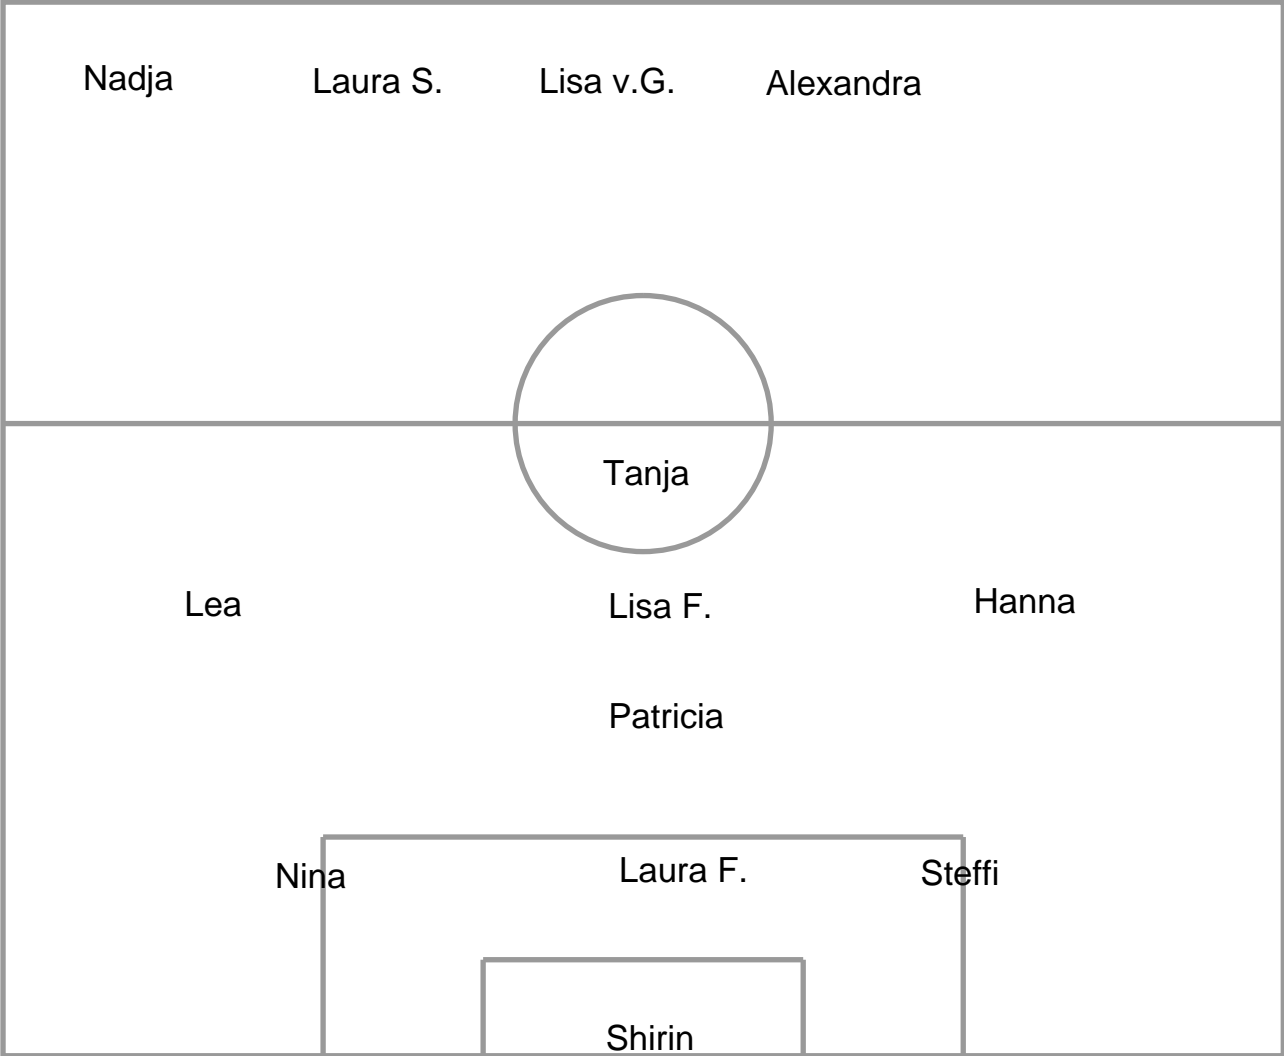 Nadja Laura S. Lisa v.G. Alexandra
Tanja
Lea Lisa F. Hanna
Patricia
Nina Laura F. Steffi
Shirin